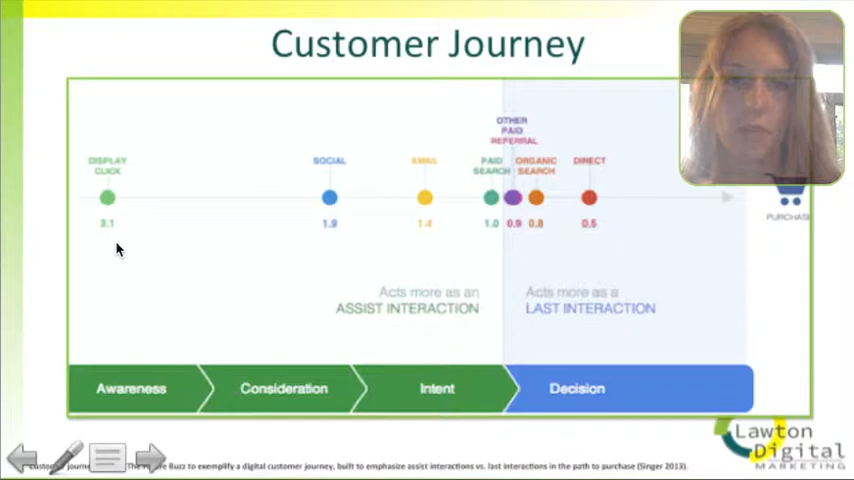 Customer Journey
OTHER
PAID
REFERRAL
DISPLAY
CLICK
SOCIAL
EMAIL
PAID
SEARCH
ORGANIC
SEARCH
DIRECT
3.1
1.9
1.4
1.0
0.9
0.8
0.5
PURCHASE
Acts more as an
ASSIST INTERACTION
Acts more as a
LAST INTERACTION
Awareness
Consideration
Intent
Decision
Lawton
Digital
MARKETING
Buzz to exemplify a digital customer journey, built to emphasize assist interactions vs. last interactions in the path to purchase (Singer 2013).